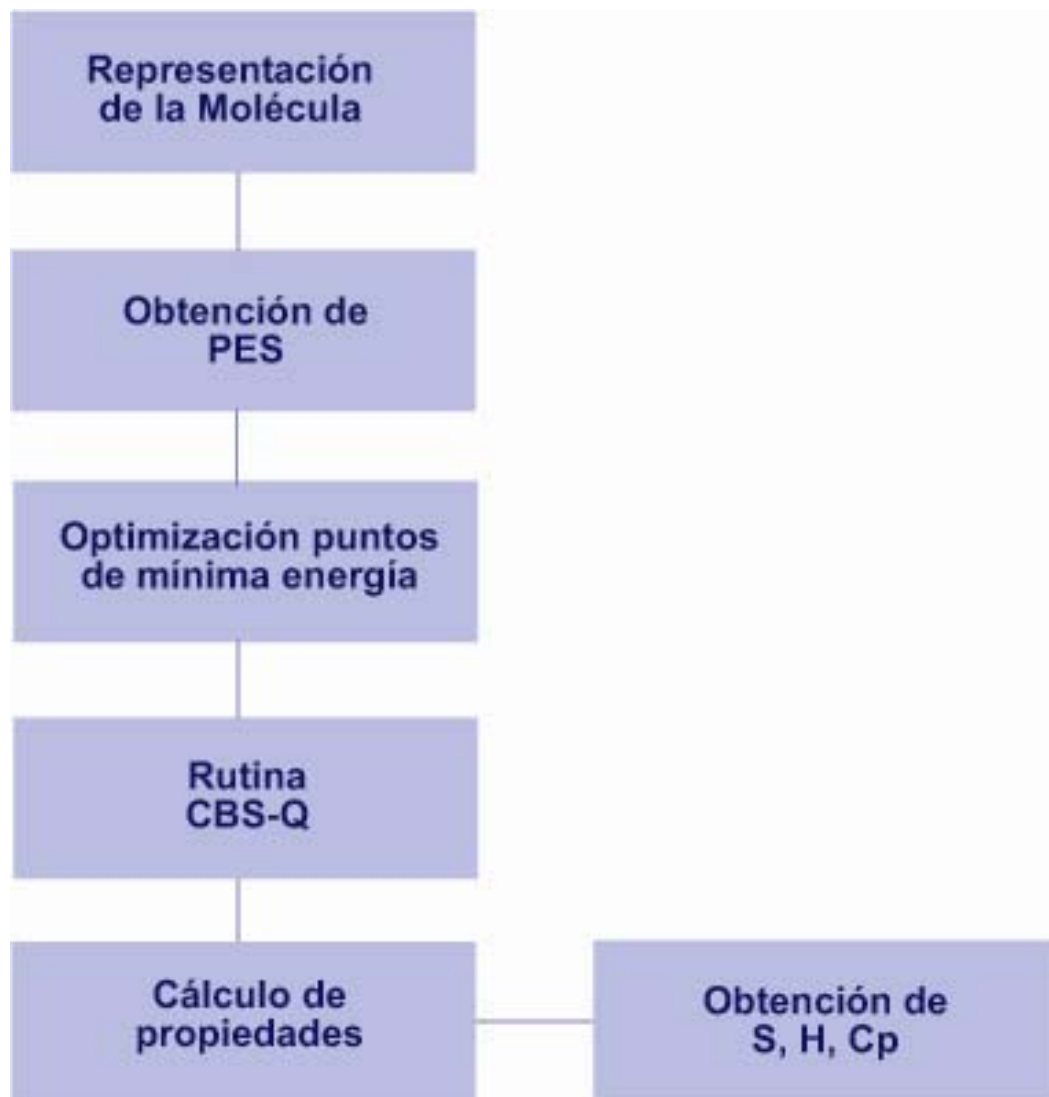 Representación
de la Molécula
Obtención de
PES
Optimización puntos
de mínima energía
Rutina
CBS-Q
Cálculo de
propiedades
Obtención de
S, H, Cp